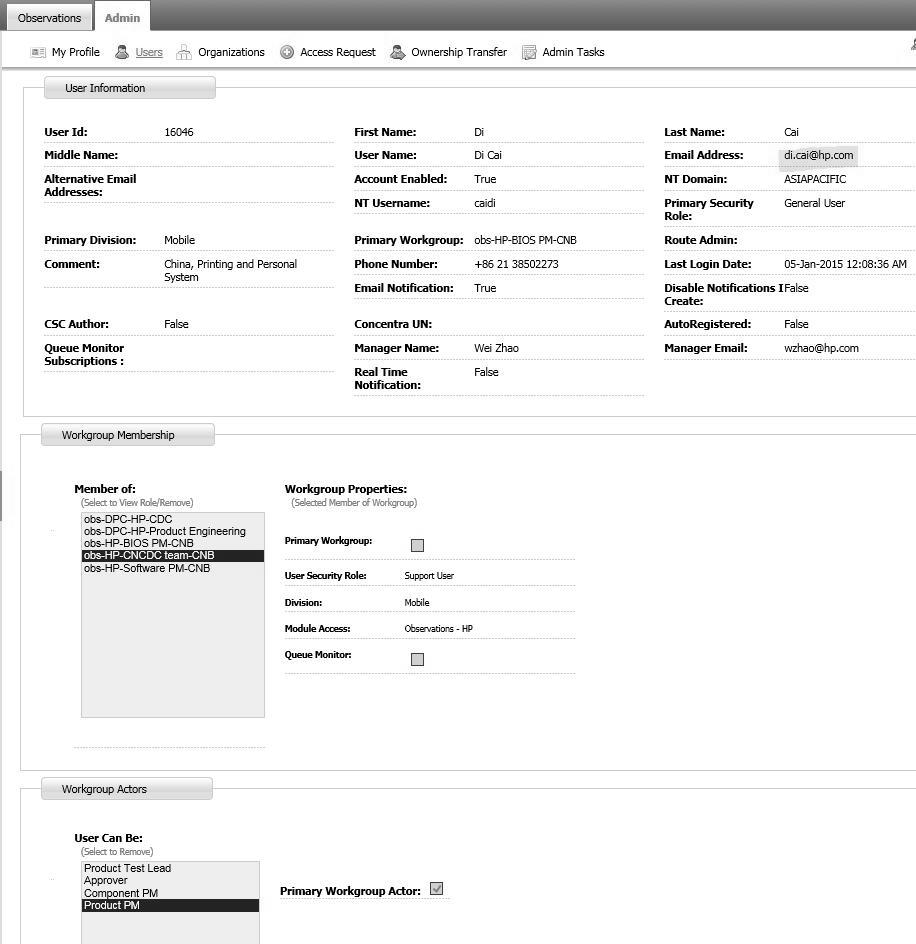 Observations Admin
My Profile Users Organizations Access Request Ownership Transfer Admin Tasks
User Information
User Id: 16046 First Name: Di Last Name: Cai
Middle Name: User Name: Di Cai Email Address: di.cai@hp.com
Alternative Email Addresses: Account Enabled: True NT Domain: ASIAPACIFIC
NT Username: caidi Primary Security Role: General User
Primary Division: Mobile Primary Workgroup: obs-HP-BIOS PM-CNB Route Admin:
Comment: China, Printing and Personal System Phone Number: +86 21 38502273 Last Login Date: 05-Jan-2015 12:08:36 AM
Email Notification: True Disable Notifications I Create: False
CSC Author: False Concentra UN: AutoRegistered: False
Queue Monitor Subscriptions : Manager Name: Wei Zhao Manager Email: wzhao@hp.com
Real Time Notification: False
Workgroup Membership
Member of: Workgroup Properties:
(Select to View Role/Remove) (Selected Member of Workgroup)
obs-DPC-HP-CDC
obs-DPC-HP-Product Engineering
obs-HP-BIOS PM-CNB
obs-HP-CNCDC team-CNB
obs-HP-Software PM-CNB
Primary Workgroup:
User Security Role: Support User
Division: Mobile
Module Access: Observations - HP
Queue Monitor:
Workgroup Actors
User Can Be:
(Select to Remove)
Product Test Lead
Approver
Component PM
Product PM
Primary Workgroup Actor: